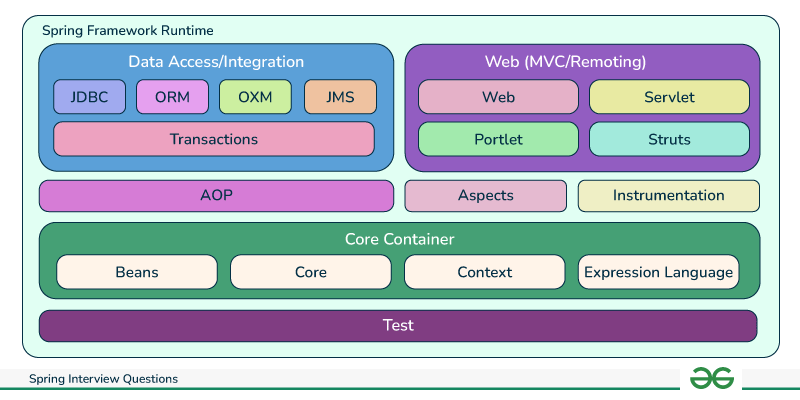 Spring Framework Runtime
Data Access/Integration
JDBC
ORM
OXM
JMS
Transactions
Web (MVC/Remoting)
Web
Servlet
Portlet
Struts
AOP
Aspects
Instrumentation
Core Container
Beans
Core
Context
Expression Language
Test
Spring Interview Questions